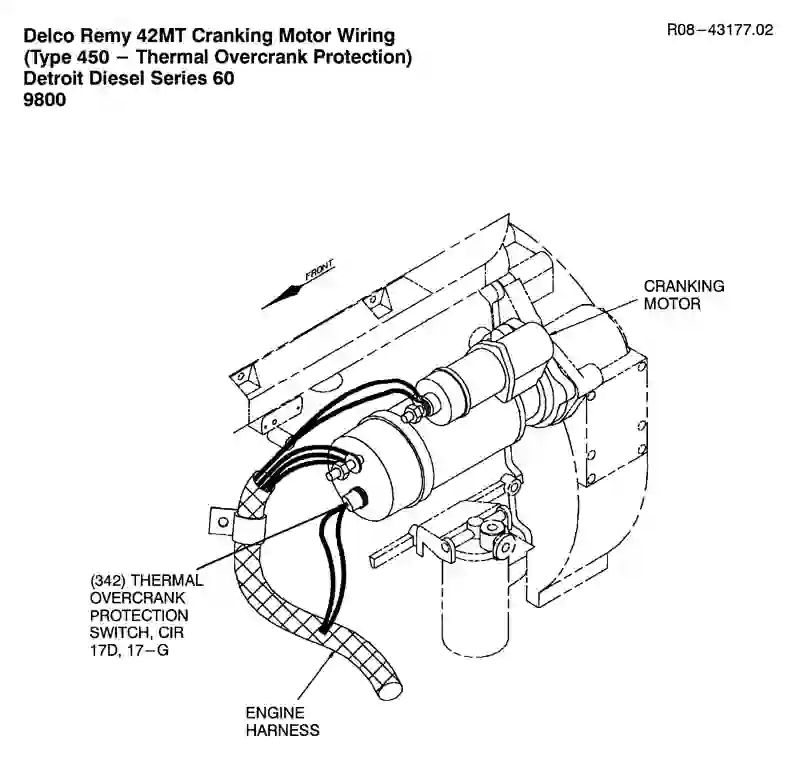 Delco Remy 42MT Cranking Motor Wiring
(Type 450 – Thermal Overcrank Protection)
Detroit Diesel Series 60
9800
R08–43177.02
FRONT
CRANKING
MOTOR
(342) THERMAL
OVERCRANK
PROTECTION
SWITCH, CIR
17D, 17–G
ENGINE
HARNESS